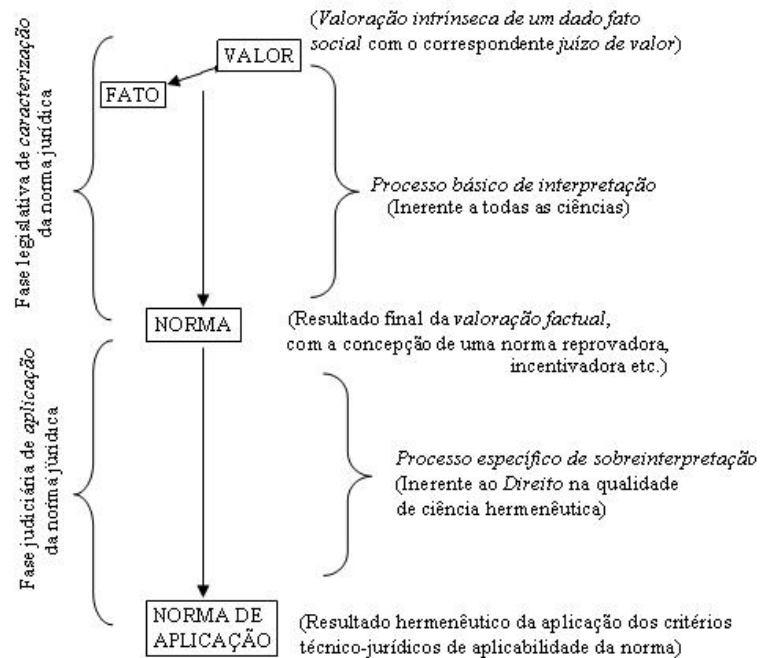 (Valoração intrínseca de um dado fato
social com o correspondente juízo de valor)
VALOR
FATO
Fase legislativa de caracterização
da norma jurídica
Processo básico de interpretação
(Inerente a todas as ciências)
NORMA
(Resultado final da valoração factual,
com a concepção de uma norma reprovadora,
incentivadora etc.)
Fase judiciária de aplicação
da norma jurídica
Processo específico de sobreinterpretação
(Inerente ao Direito na qualidade
de ciência hermenêutica)
NORMA DE
APLICAÇÃO
(Resultado hermenêutico da aplicação dos critérios
técnico-jurídicos de aplicabilidade da norma)